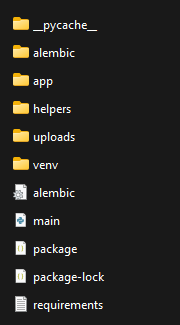 __pycache__
alembic
app
helpers
uploads
venv
alembic
main
package
package-lock
requirements